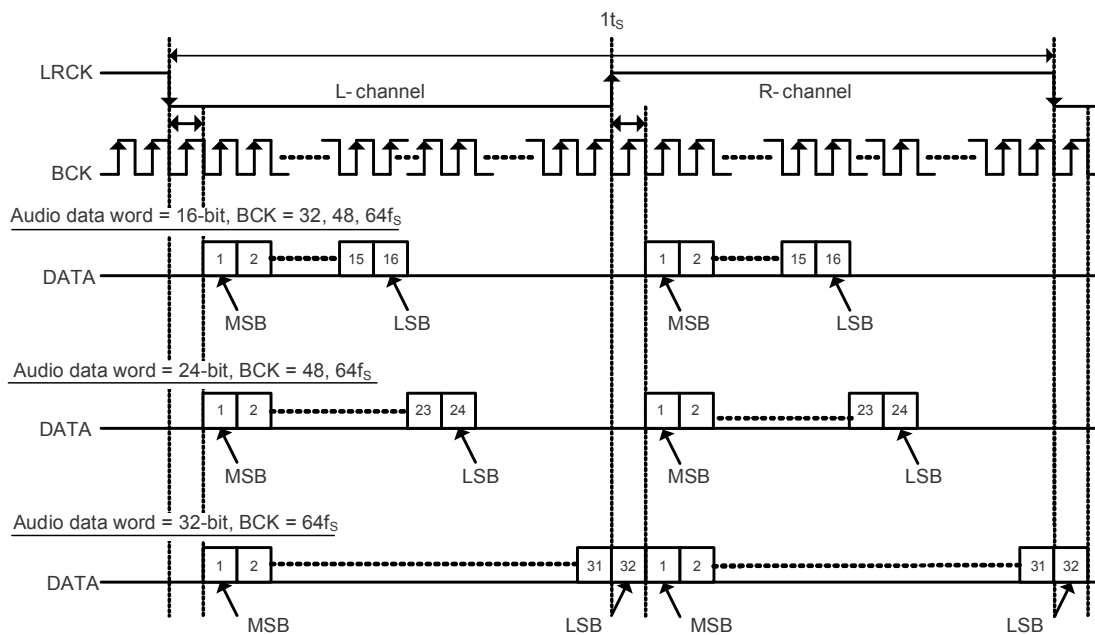 1tS
LRCK
L- channel
R- channel
BCK
Audio data word = 16-bit, BCK = 32, 48, 64fS
DATA
1 2 15 16
1 2 15 16
MSB
LSB
MSB
LSB
Audio data word = 24-bit, BCK = 48, 64fS
DATA
1 2 23 24
1 2 23 24
MSB
LSB
MSB
LSB
Audio data word = 32-bit, BCK = 64fS
DATA
1 2 31 32 1 2 31 32
MSB
LSB
MSB
LSB